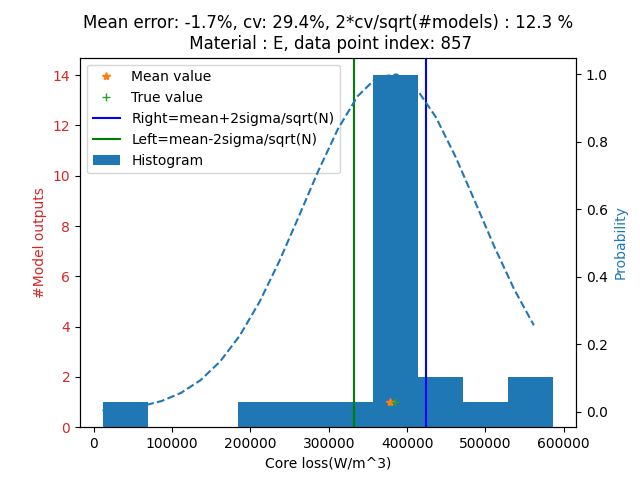 Mean error: -1.7%, cv: 29.4%, 2*cv/sqrt(#models) : 12.3 %
Material : E, data point index: 857
Mean value
True value
Right=mean+2sigma/sqrt(N)
Left=mean-2sigma/sqrt(N)
Histogram
#Model outputs
14
12
10
8
6
4
2
0
1.0
0.8
0.6
0.4
0.2
0.0
Probability
0 100000 200000 300000 400000 500000 600000
Core loss(W/m^3)